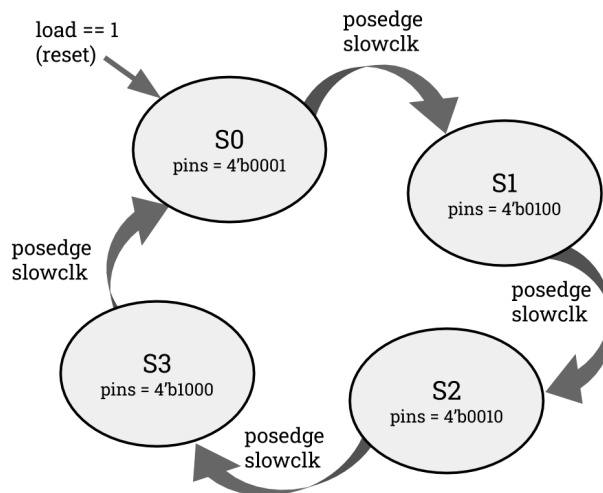 load == 1
(reset)
posedge
slowclk
S0
pins = 4'b0001
S1
pins = 4'b0100
posedge
slowclk
posedge
slowclk
S3
pins = 4'b1000
S2
pins = 4'b0010
posedge
slowclk